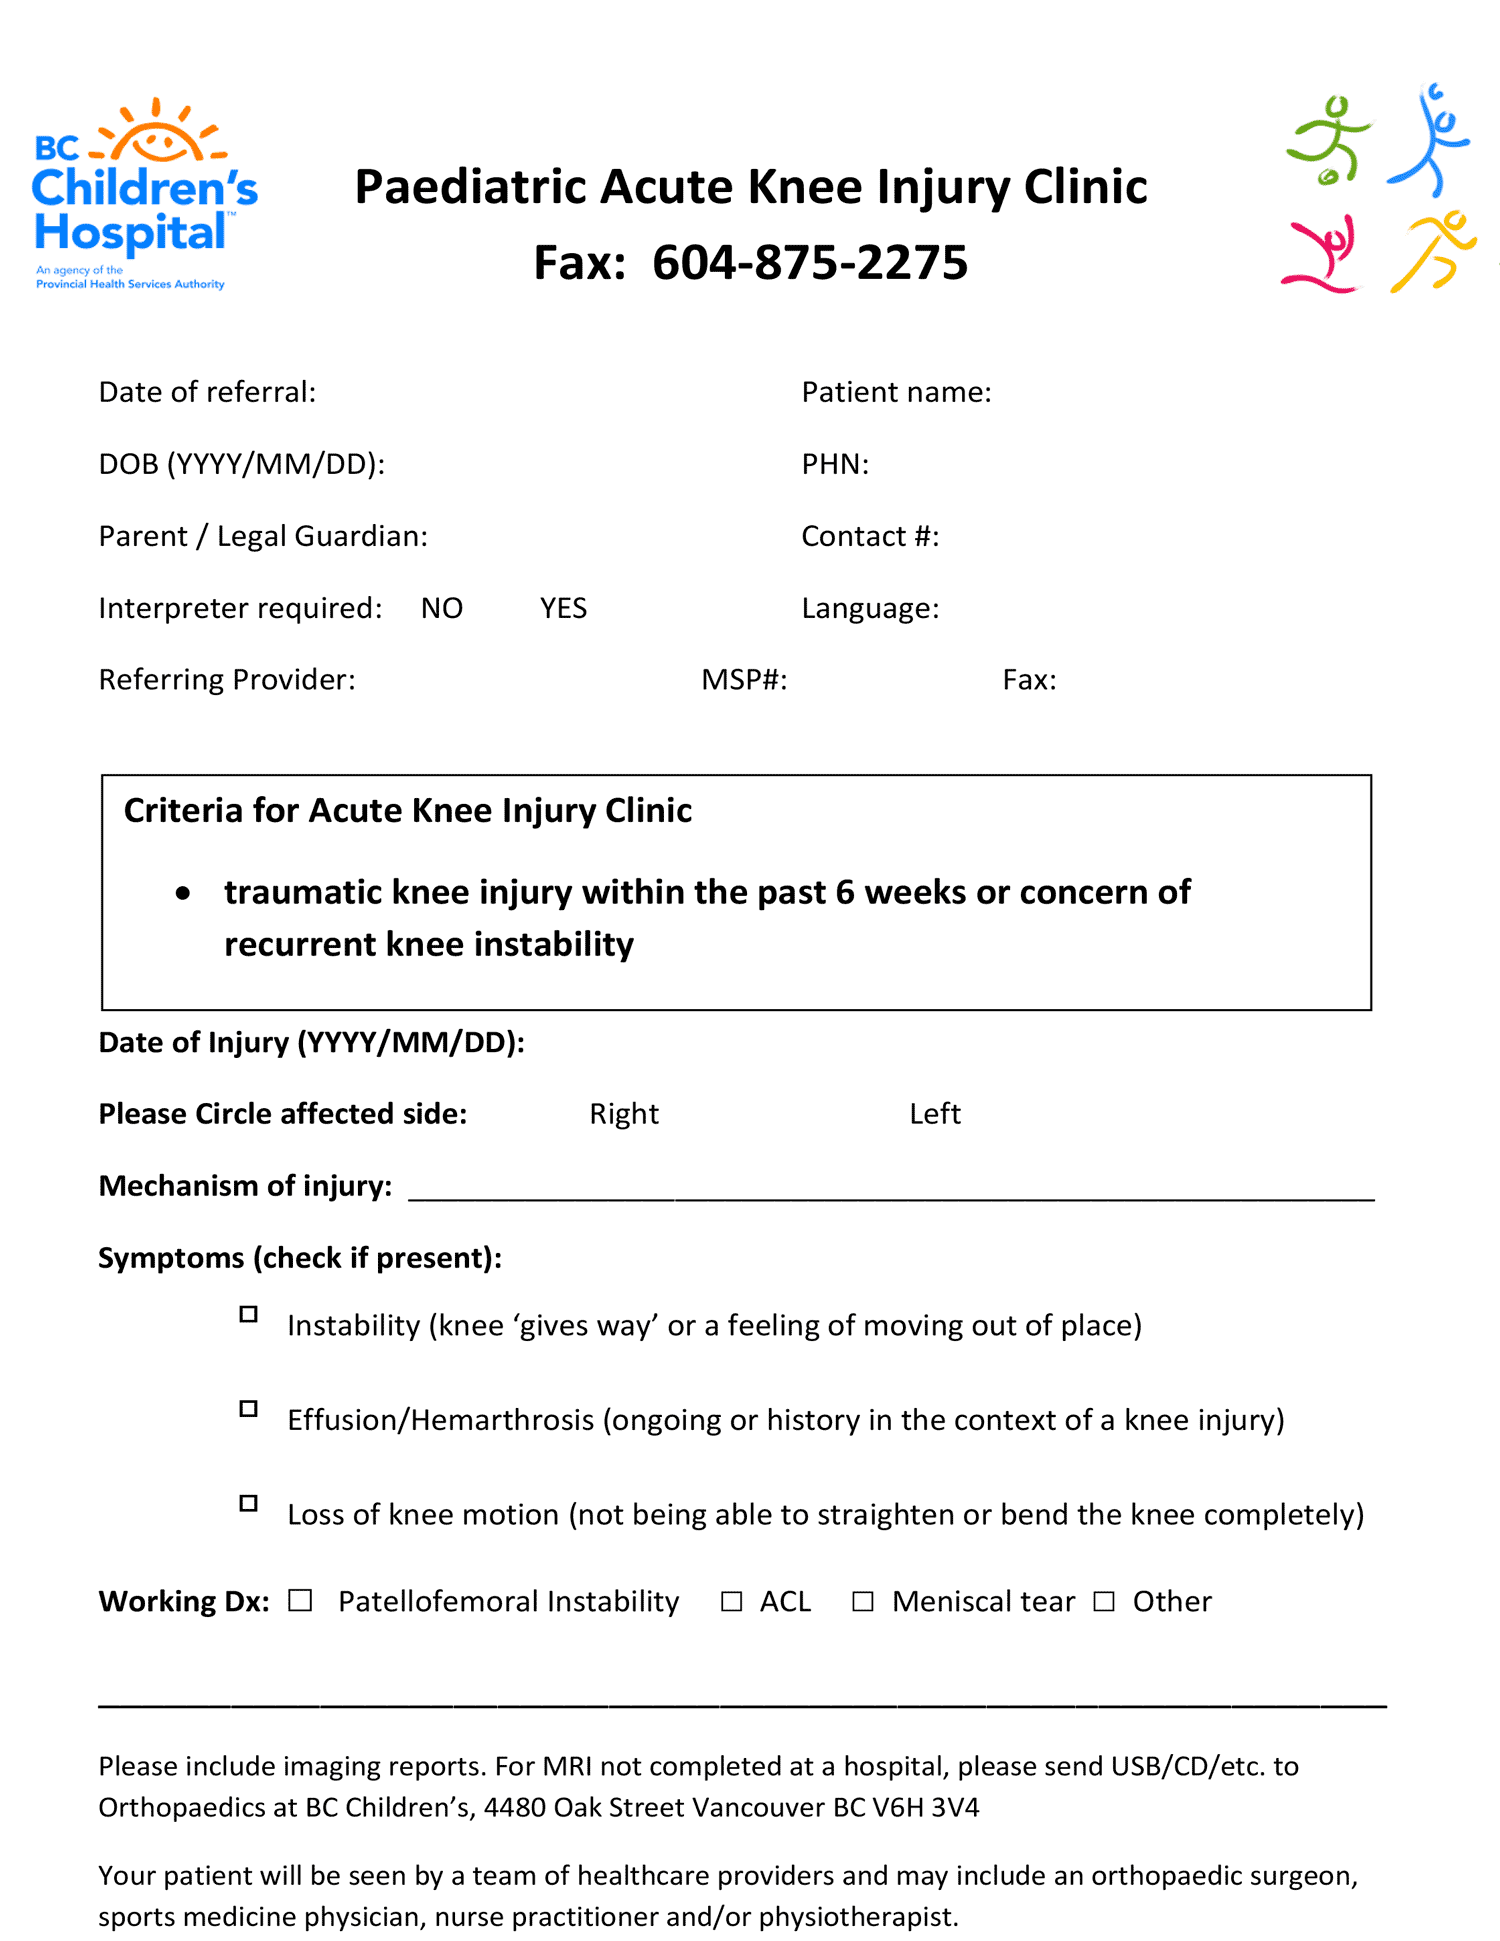 BC
Children's
Hospital™
An agency of the
Provincial Health Services Authority
Paediatric Acute Knee Injury Clinic
Fax: 604-875-2275
Date of referral: Patient name:
DOB (YYYY/MM/DD): PHN:
Parent / Legal Guardian: Contact #:
Interpreter required: NO YES Language:
Referring Provider: MSP#: Fax:
Criteria for Acute Knee Injury Clinic
• traumatic knee injury within the past 6 weeks or concern of
recurrent knee instability
Date of Injury (YYYY/MM/DD):
Please Circle affected side: Right Left
Mechanism of injury: ____________________
Symptoms (check if present):
☐ Instability (knee ‘gives way’ or a feeling of moving out of place)
☐ Effusion/Hemarthrosis (ongoing or history in the context of a knee injury)
☐ Loss of knee motion (not being able to straighten or bend the knee completely)
Working Dx: ☐ Patellofemoral Instability ☐ ACL ☐ Meniscal tear ☐ Other
Please include imaging reports. For MRI not completed at a hospital, please send USB/CD/etc. to
Orthopaedics at BC Children’s, 4480 Oak Street Vancouver BC V6H 3V4
Your patient will be seen by a team of healthcare providers and may include an orthopaedic surgeon,
sports medicine physician, nurse practitioner and/or physiotherapist.